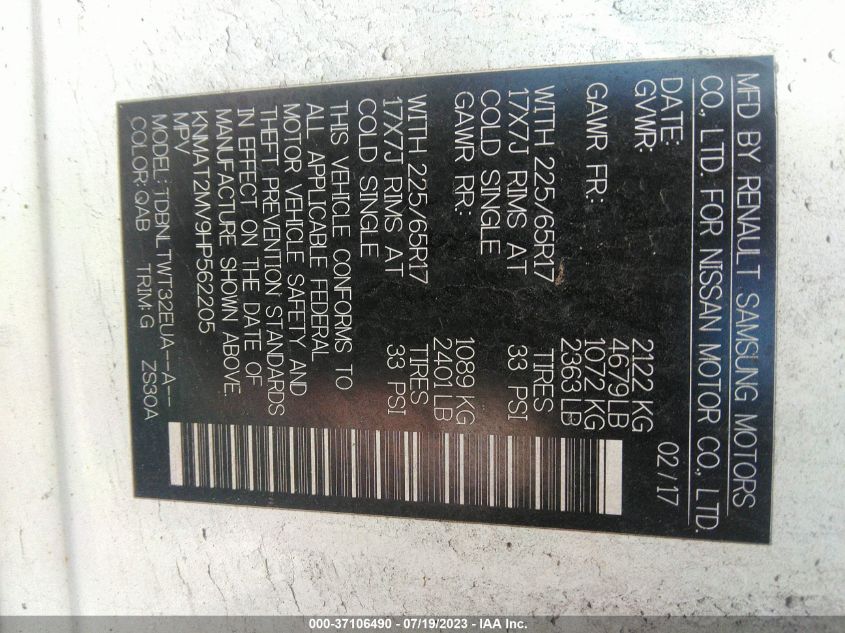 MFD BY RENAULT SAMSUNG MOTORS
CO., LTD. FOR NISSAN MOTOR CO., LTD.
DATE: 02/17
GVWR: 2122 KG
4679 LB
GAWR FR: 1072 KG
2363 LB
WITH 225/65R17 TIRES
17X7J RIMS AT 33 PSI
COLD SINGLE
GAWR RR: 1089 KG
2401 LB
WITH 225/65R17 TIRES
17X7J RIMS AT 33 PSI
COLD SINGLE
THIS VEHICLE CONFORMS TO
ALL APPLICABLE FEDERAL
MOTOR VEHICLE SAFETY AND
THEFT PREVENTION STANDARDS
IN EFFECT ON THE DATE OF
MANUFACTURE SHOWN ABOVE.
KNMAT2MV9HP562205
MPV
MODEL: TDBNLTWT32EUA--A--
COLOR: QAB TRIM: G ZS30A
000-37106490 - 07/19/2023 - IAA Inc.